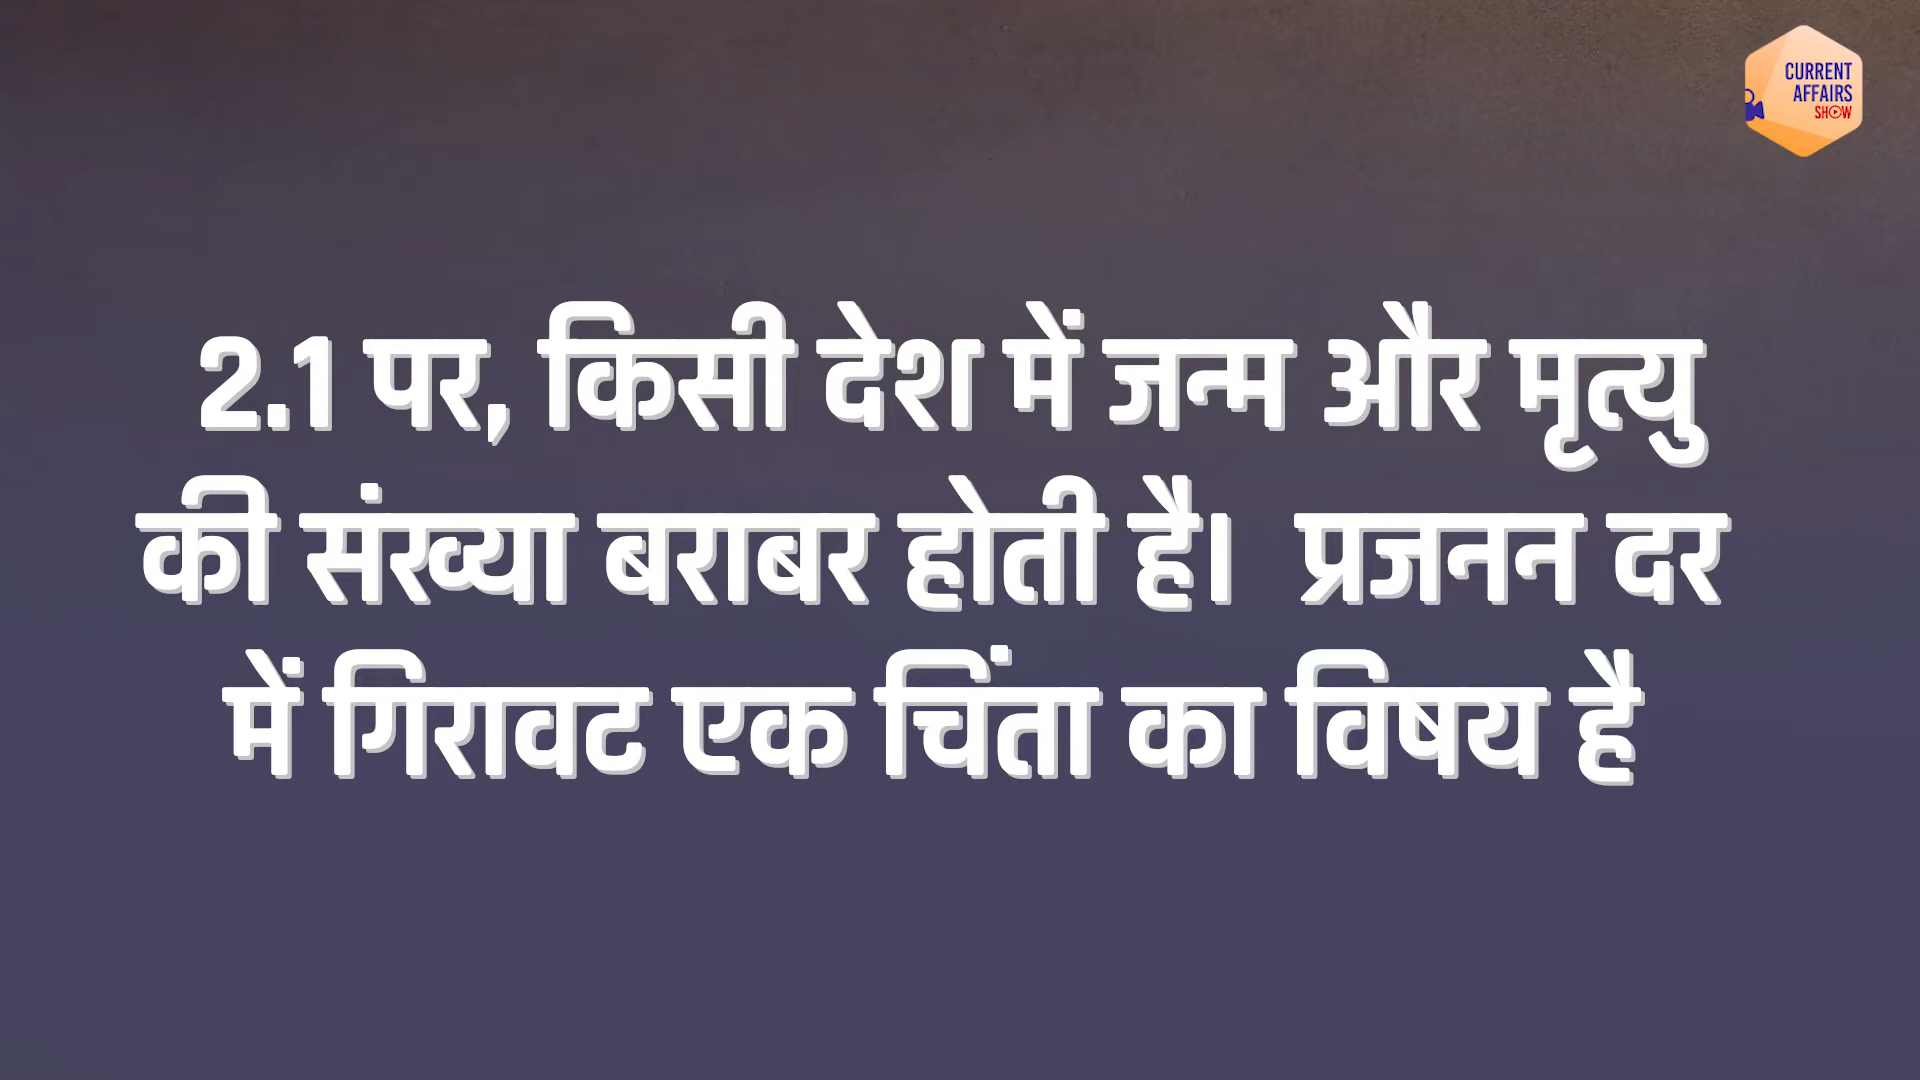 CURRENT
AFFAIRS
SHOW
2.1 पर, किसी देश में जन्म और मृत्यु
की संख्या बराबर होती है। प्रजनन दर
में गिरावट एक चिंता का विषय है